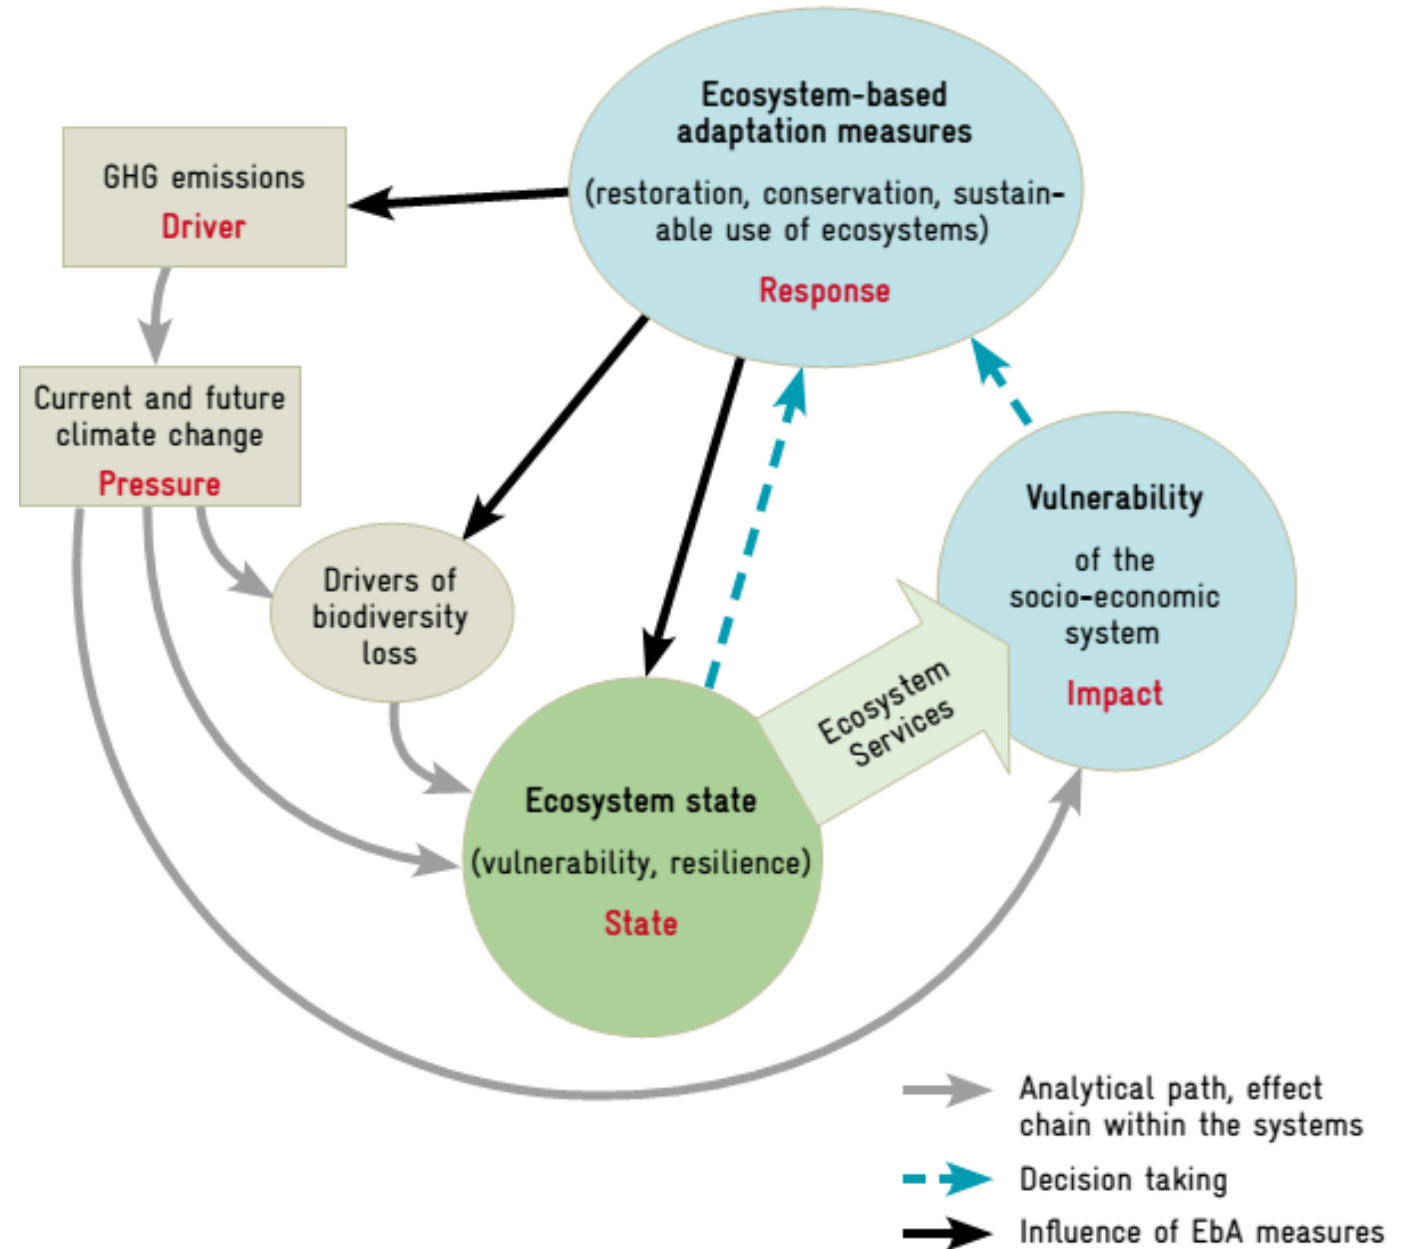 Ecosystem-based
adaptation measures
(restoration, conservation, sustain-
able use of ecosystems)
Response
GHG emissions
Driver
Current and future
climate change
Pressure
Drivers of
biodiversity
loss
Vulnerability
of the
socio-economic
system
Impact
Ecosystem
Services
Ecosystem state
(vulnerability, resilience)
State
Analytical path, effect
chain within the systems
Decision taking
Influence of EbA measures